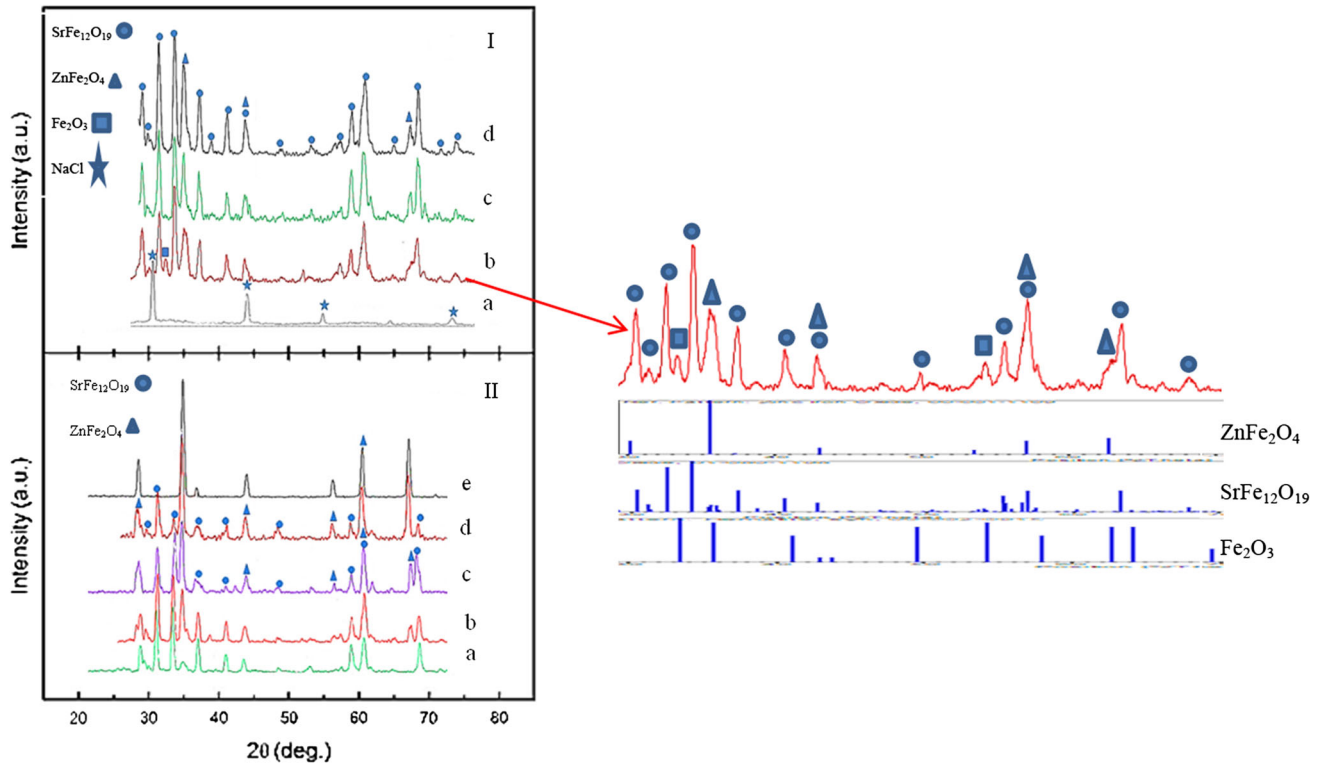 SrFe₁₂O₁₉
I
ZnFe₂O₄
Fe₂O₃
NaCl
d
c
b
a
Intensity (a.u.)
SrFe₁₂O₁₉
II
ZnFe₂O₄
e
d
c
b
a
Intensity (a.u.)
20 30 40 50 60 70 80
2θ (deg.)
ZnFe₂O₄
SrFe₁₂O₁₉
Fe₂O₃